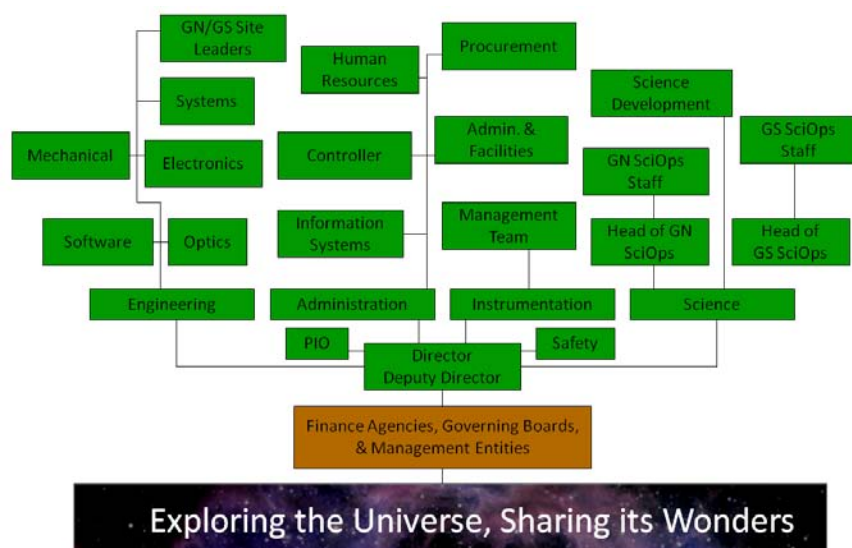 GN/GS Site
Leaders
Procurement
Human
Resources
Systems
Science
Development
Mechanical
Electronics
Controller
Admin. &
Facilities
GS SciOps
Staff
GN SciOps
Staff
Software
Optics
Information
Systems
Management
Team
Head of GN
SciOps
Head of
GS SciOps
Engineering
Administration
Instrumentation
Science
PIO
Director
Deputy Director
Safety
Finance Agencies, Governing Boards,
& Management Entities
Exploring the Universe, Sharing its Wonders